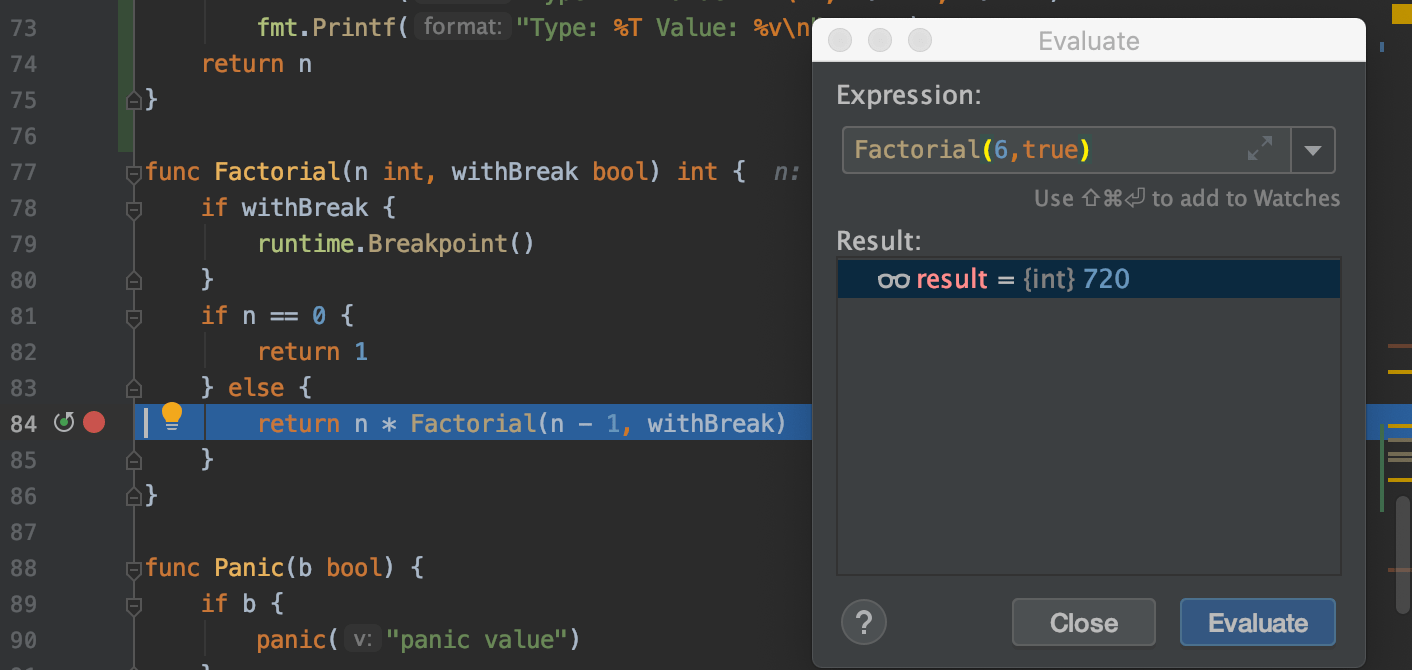 73 fmt.Printf( format: "Type: %T Value: %v\n
74 return n
75 }
76
77 func Factorial(n int, withBreak bool) int { n:
78 if withBreak {
79 runtime.Breakpoint()
80 }
81 if n == 0 {
82 return 1
83 } else {
84 return n * Factorial(n - 1, withBreak)
85 }
86 }
87
88 func Panic(b bool) {
89 if b {
90 panic( v: "panic value")
Evaluate
Expression:
Factorial(6,true)
Use ⇧⌘⏎ to add to Watches
Result:
result = {int} 720
?
Close
Evaluate